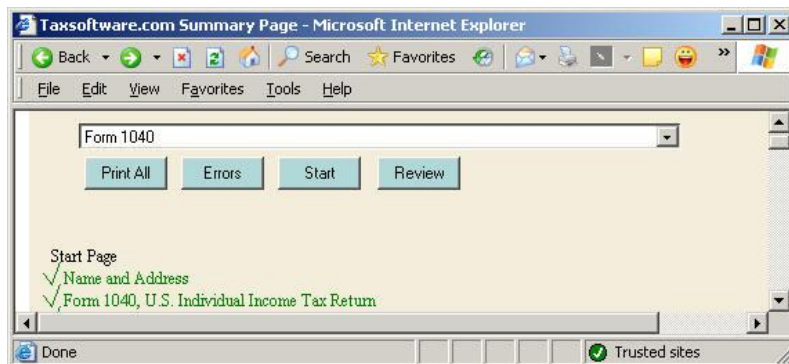 Taxsoftware.com Summary Page - Microsoft Internet Explorer
Back Search Favorites »
File Edit View Favorites Tools Help
Form 1040
Print All Errors Start Review
Start Page
Name and Address
Form 1040, U.S. Individual Income Tax Return
Done Trusted sites